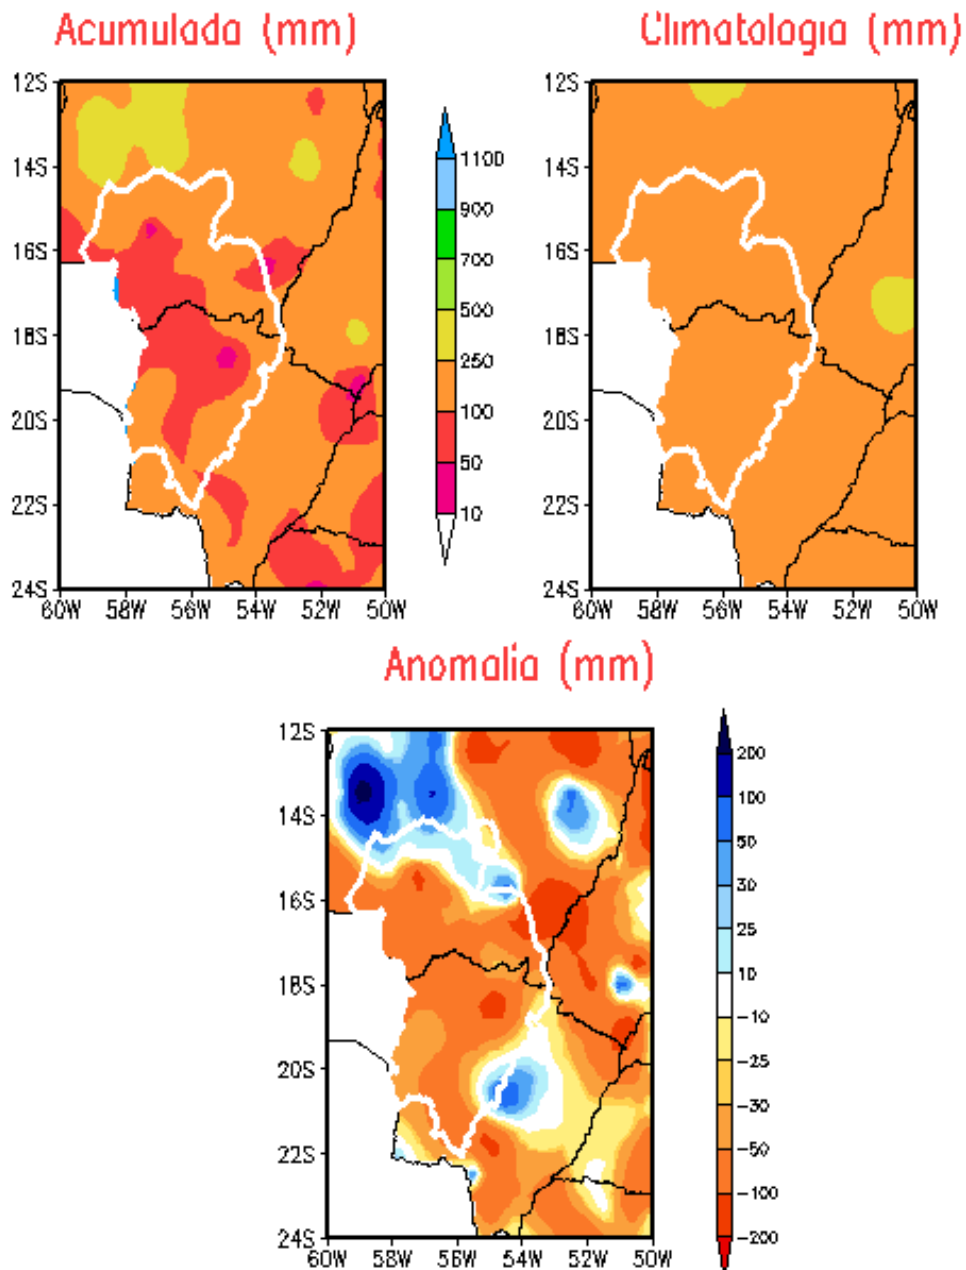 Acumulada (mm)
Climatologia (mm)
12S
14S
16S
18S
20S
22S
24S
60W 58W 56W 54W 52W 50W
1100
900
700
500
250
100
50
10
12S
14S
16S
18S
20S
22S
24S
60W 58W 56W 54W 52W 50W
Anomalia (mm)
12S
14S
16S
18S
20S
22S
24S
60W 58W 56W 54W 52W 50W
200
100
50
30
25
10
-10
-25
-30
-50
-100
-200